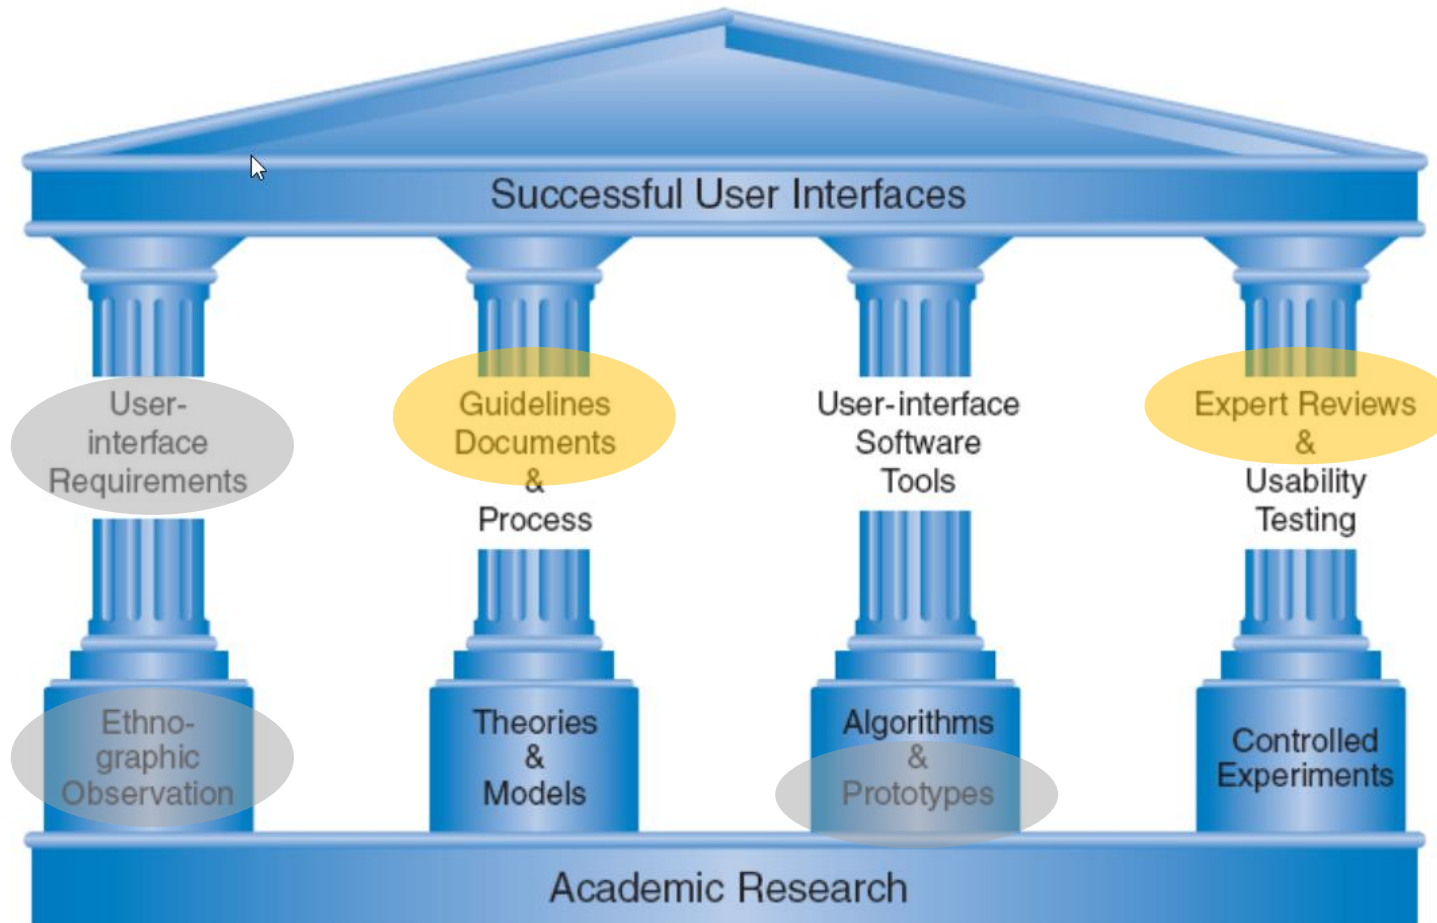 Successful User Interfaces
User-
interface
Requirements
Guidelines
Documents
&
Process
User-interface
Software
Tools
Expert Reviews
&
Usability
Testing
Ethno-
graphic
Observation
Theories
&
Models
Algorithms
&
Prototypes
Controlled
Experiments
Academic Research